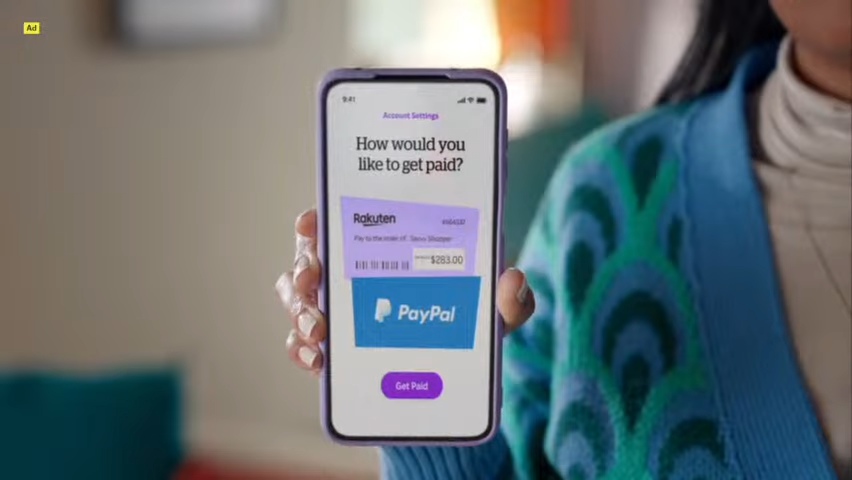 Ad
9:41
Account Settings
How would you
like to get paid?
Rakuten
Pay to the order of: Savvy Shopper
$283.00
PayPal
Get Paid